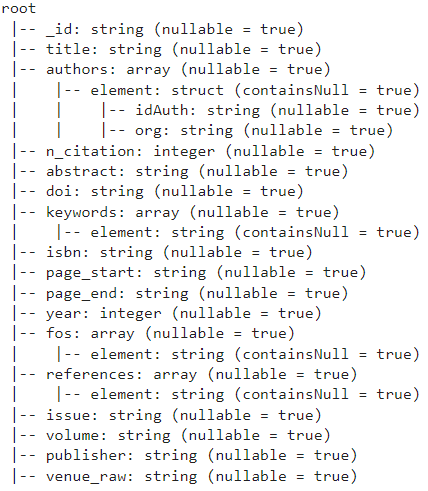 root
 |-- _id: string (nullable = true)
 |-- title: string (nullable = true)
 |-- authors: array (nullable = true)
 |    |-- element: struct (containsNull = true)
 |    |    |-- idAuth: string (nullable = true)
 |    |    |-- org: string (nullable = true)
 |-- n_citation: integer (nullable = true)
 |-- abstract: string (nullable = true)
 |-- doi: string (nullable = true)
 |-- keywords: array (nullable = true)
 |    |-- element: string (containsNull = true)
 |-- isbn: string (nullable = true)
 |-- page_start: string (nullable = true)
 |-- page_end: string (nullable = true)
 |-- year: integer (nullable = true)
 |-- fos: array (nullable = true)
 |    |-- element: string (containsNull = true)
 |-- references: array (nullable = true)
 |    |-- element: string (containsNull = true)
 |-- issue: string (nullable = true)
 |-- volume: string (nullable = true)
 |-- publisher: string (nullable = true)
 |-- venue_raw: string (nullable = true)